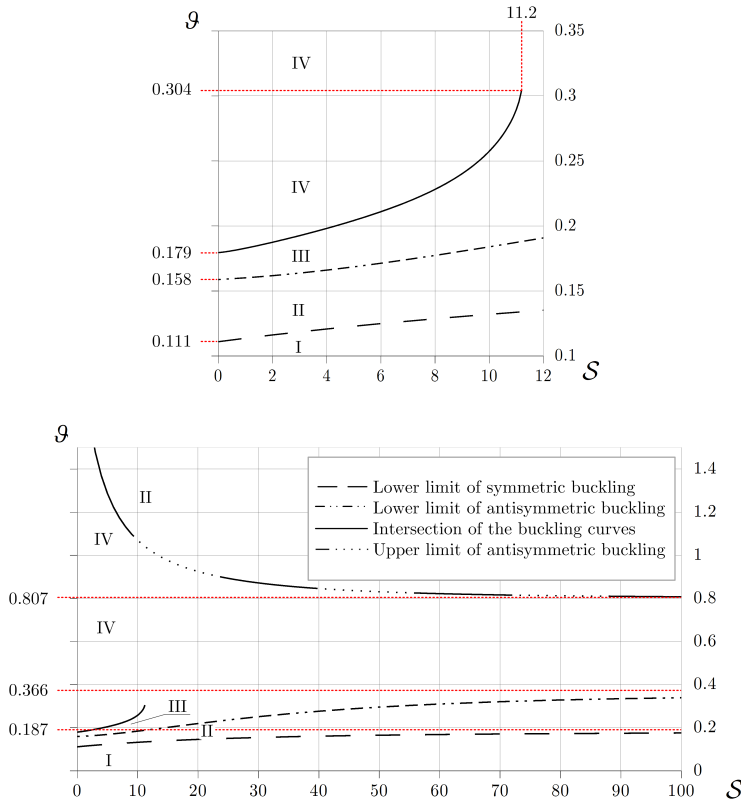 11.2
ϑ
0.35
IV
0.304
0.3
0.25
IV
0.2
0.179
III
0.158
0.15
II
0.111
I
0.1
0 2 4 6 8 10 12
𝒮
ϑ
1.4
Lower limit of symmetric buckling
II
Lower limit of antisymmetric buckling
1.2
Intersection of the buckling curves
IV
Upper limit of antisymmetric buckling
1
0.807
0.8
IV
0.6
0.366
0.4
III
0.187
II
0.2
I
0
0 10 20 30 40 50 60 70 80 90 100
𝒮